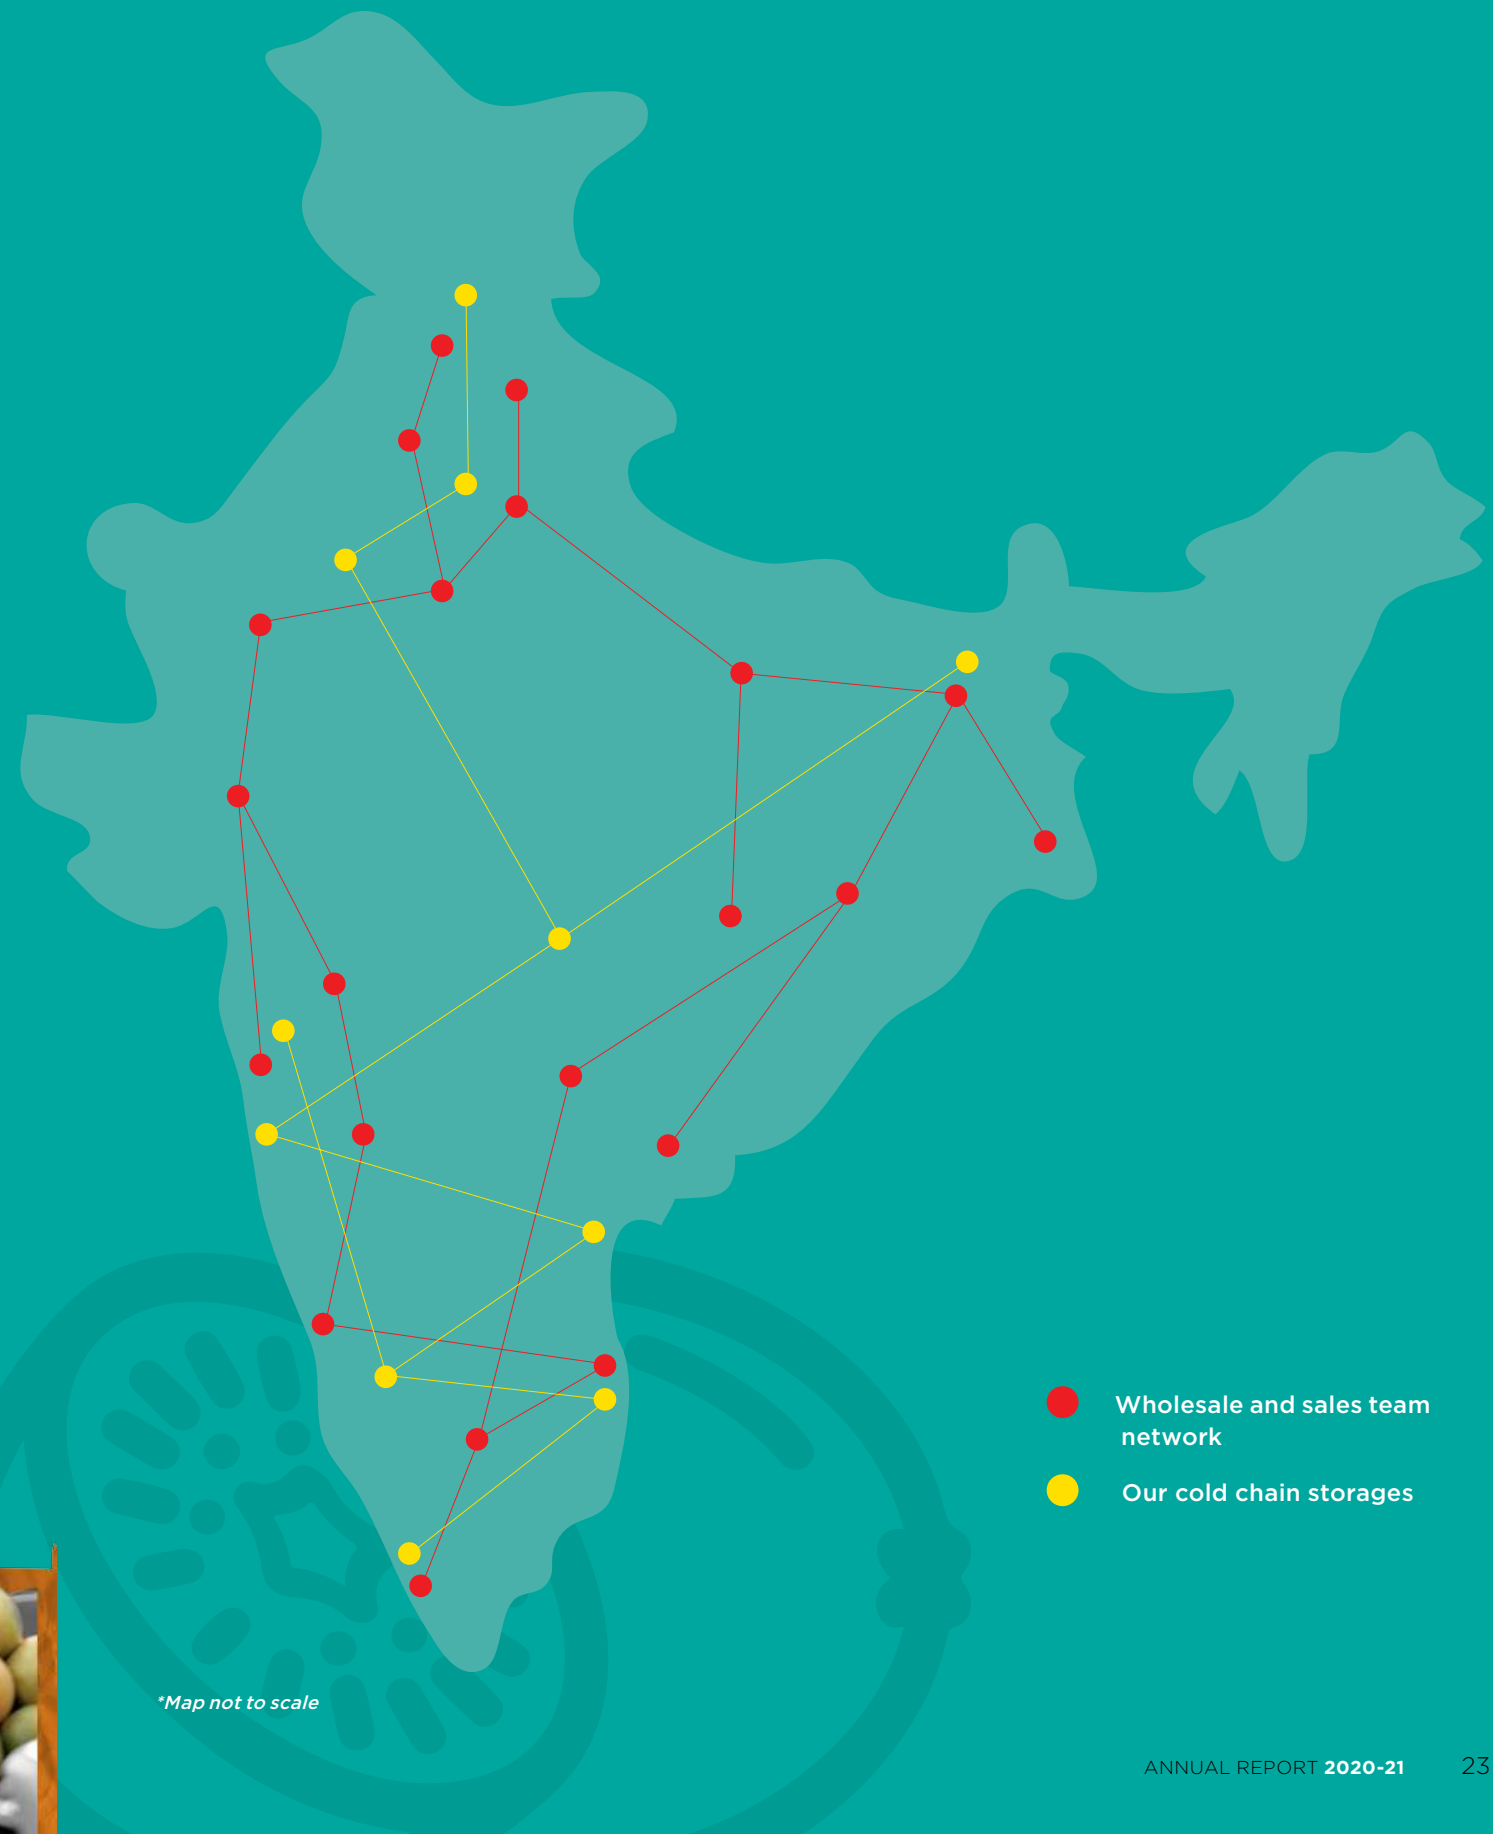 Wholesale and sales team
network
Our cold chain storages
*Map not to scale
ANNUAL REPORT 2020-21 23